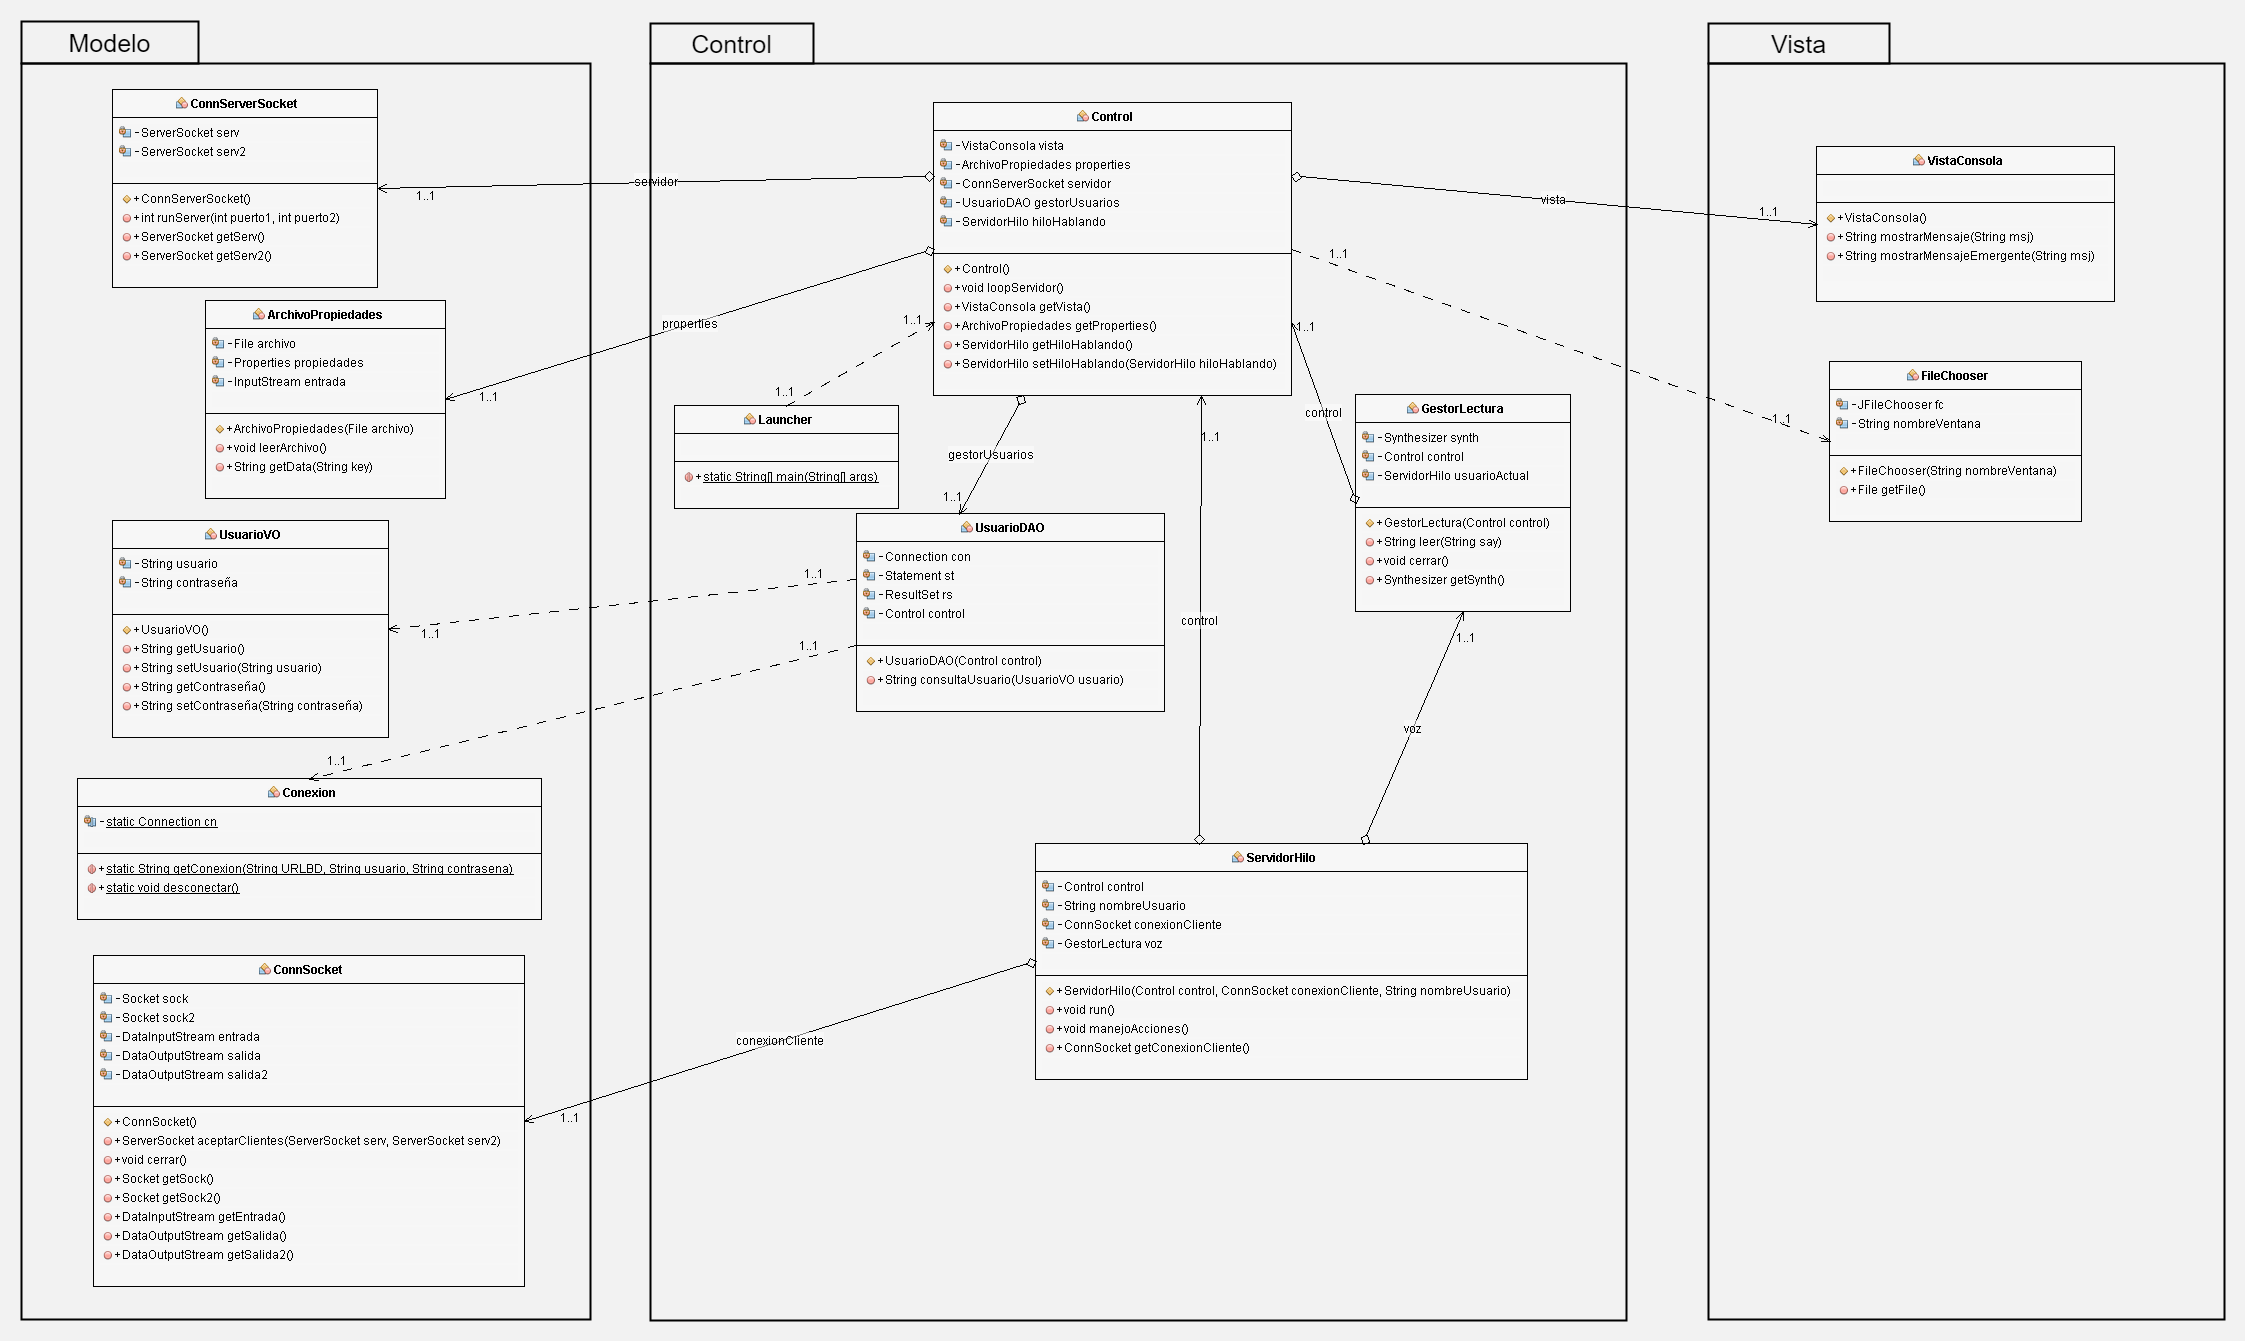 Modelo
ConnServerSocket
-ServerSocket serv
-ServerSocket serv2
+ConnServerSocket()
+int runServer(int puerto1, int puerto2)
+ServerSocket getServ()
+ServerSocket getServ2()
1..1
servidor
ArchivoPropiedades
-File archivo
-Properties propiedades
-InputStream entrada
+ArchivoPropiedades(File archivo)
+void leerArchivo()
+String getData(String key)
1..1
properties
UsuarioVO
-String usuario
-String contraseña
+UsuarioVO()
+String getUsuario()
+String setUsuario(String usuario)
+String getContraseña()
+String setContraseña(String contraseña)
1..1
1..1
Conexion
-static Connection cn
+static String getConexion(String URLBD, String usuario, String contrasena)
+static void desconectar()
1..1
1..1
ConnSocket
-Socket sock
-Socket sock2
-DataInputStream entrada
-DataOutputStream salida
-DataOutputStream salida2
+ConnSocket()
+ServerSocket aceptarClientes(ServerSocket serv, ServerSocket serv2)
+void cerrar()
+Socket getSock()
+Socket getSock2()
+DataInputStream getEntrada()
+DataOutputStream getSalida()
+DataOutputStream getSalida2()
1..1
conexionCliente
Control
Control
-VistaConsola vista
-ArchivoPropiedades properties
-ConnServerSocket servidor
-UsuarioDAO gestorUsuarios
-ServidorHilo hiloHablando
+Control()
+void loopServidor()
+VistaConsola getVista()
+ArchivoPropiedades getProperties()
+ServidorHilo getHiloHablando()
+ServidorHilo setHiloHablando(ServidorHilo hiloHablando)
1..1
1..1
Launcher
+static String[] main(String[] args)
gestorUsuarios
1..1
UsuarioDAO
-Connection con
-Statement st
-ResultSet rs
-Control control
+UsuarioDAO(Control control)
+String consultaUsuario(UsuarioVO usuario)
1..1
control
1..1
control
GestorLectura
-Synthesizer synth
-Control control
-ServidorHilo usuarioActual
+GestorLectura(Control control)
+String leer(String say)
+void cerrar()
+Synthesizer getSynth()
1..1
voz
ServidorHilo
-Control control
-String nombreUsuario
-ConnSocket conexionCliente
-GestorLectura voz
+ServidorHilo(Control control, ConnSocket conexionCliente, String nombreUsuario)
+void run()
+void manejoAcciones()
+ConnSocket getConexionCliente()
Vista
vista
1..1
VistaConsola
+VistaConsola()
+String mostrarMensaje(String msj)
+String mostrarMensajeEmergente(String msj)
1..1
1..1
FileChooser
-JFileChooser fc
-String nombreVentana
+FileChooser(String nombreVentana)
+File getFile()